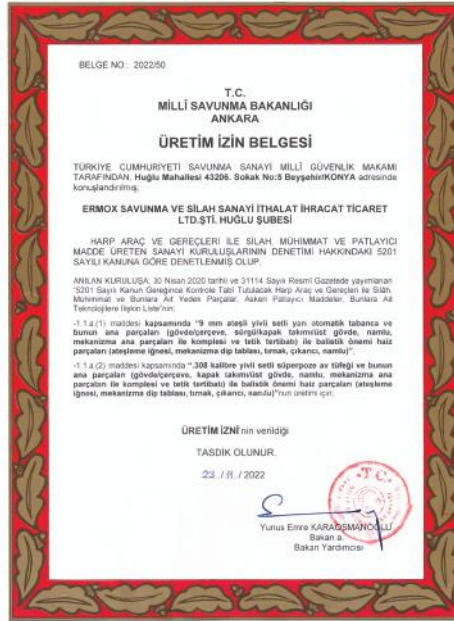 BELGE NO : 2022/50
T.C.
MİLLÎ SAVUNMA BAKANLIĞI
ANKARA
ÜRETİM İZİN BELGESİ
TÜRKİYE CUMHURİYETİ SAVUNMA SANAYİ MİLLÎ GÜVENLİK MAKAMI
TARAFINDAN, Huğlu Mahallesi 43206. Sokak No:5 Beyşehir/KONYA adresinde
konuşlandırılmış;
ERMOX SAVUNMA VE SİLAH SANAYİ İTHALAT İHRACAT TİCARET
LTD.ŞTİ. HUĞLU ŞUBESİ
HARP ARAÇ VE GEREÇLERİ İLE SİLAH, MÜHİMMAT VE PATLAYICI
MADDE ÜRETEN SANAYİ KURULUŞLARININ DENETİMİ HAKKINDAKİ 5201
SAYILI KANUNA GÖRE DENETLENMİŞ OLUP.
ANILAN KURULUŞA; 30 Nisan 2020 tarihli ve 31114 Sayılı Resmî Gazetede yayımlanan
"5201 Sayılı Kanun Gereğince Kontrole Tabi Tutulacak Harp Araç ve Gereçleri ile Silâh,
Mühimmat ve Bunlara Ait Yedek Parçalar, Askerî Patlayıcı Maddeler, Bunlara Ait
Teknolojilere İlişkin Liste'nin;
-1.1.a.(1) maddesi kapsamında "9 mm ateşli yivli setli yarı otomatik tabanca ve
bunun ana parçaları (gövde/çerçeve, sürgü/kapak takımı/üst gövde, namlu,
mekanizma ana parçaları ile komplesi ve tetik tertibatı) ile balistik önemi haiz
parçaları (ateşleme iğnesi, mekanizma dip tablası, tırnak, çıkarıcı, namlu)",
-1.1.a.(2) maddesi kapsamında ".308 kalibre yivli setli süperpoze av tüfeği ve bunun
ana parçaları (gövde/çerçeve, kapak takımı/üst gövde, namlu, mekanizma ana
parçaları ile komplesi ve tetik tertibatı) ile balistik önemi haiz parçaları (ateşleme
iğnesi, mekanizma dip tablası, tırnak, çıkarıcı, namlu)"nun üretimi için;
ÜRETİM İZNİ'nin verildiği
TASDİK OLUNUR.
23 / 11 / 2022
T.C.
Yunus Emre KARAOSMANOĞLU
Bakan a.
Bakan Yardımcısı